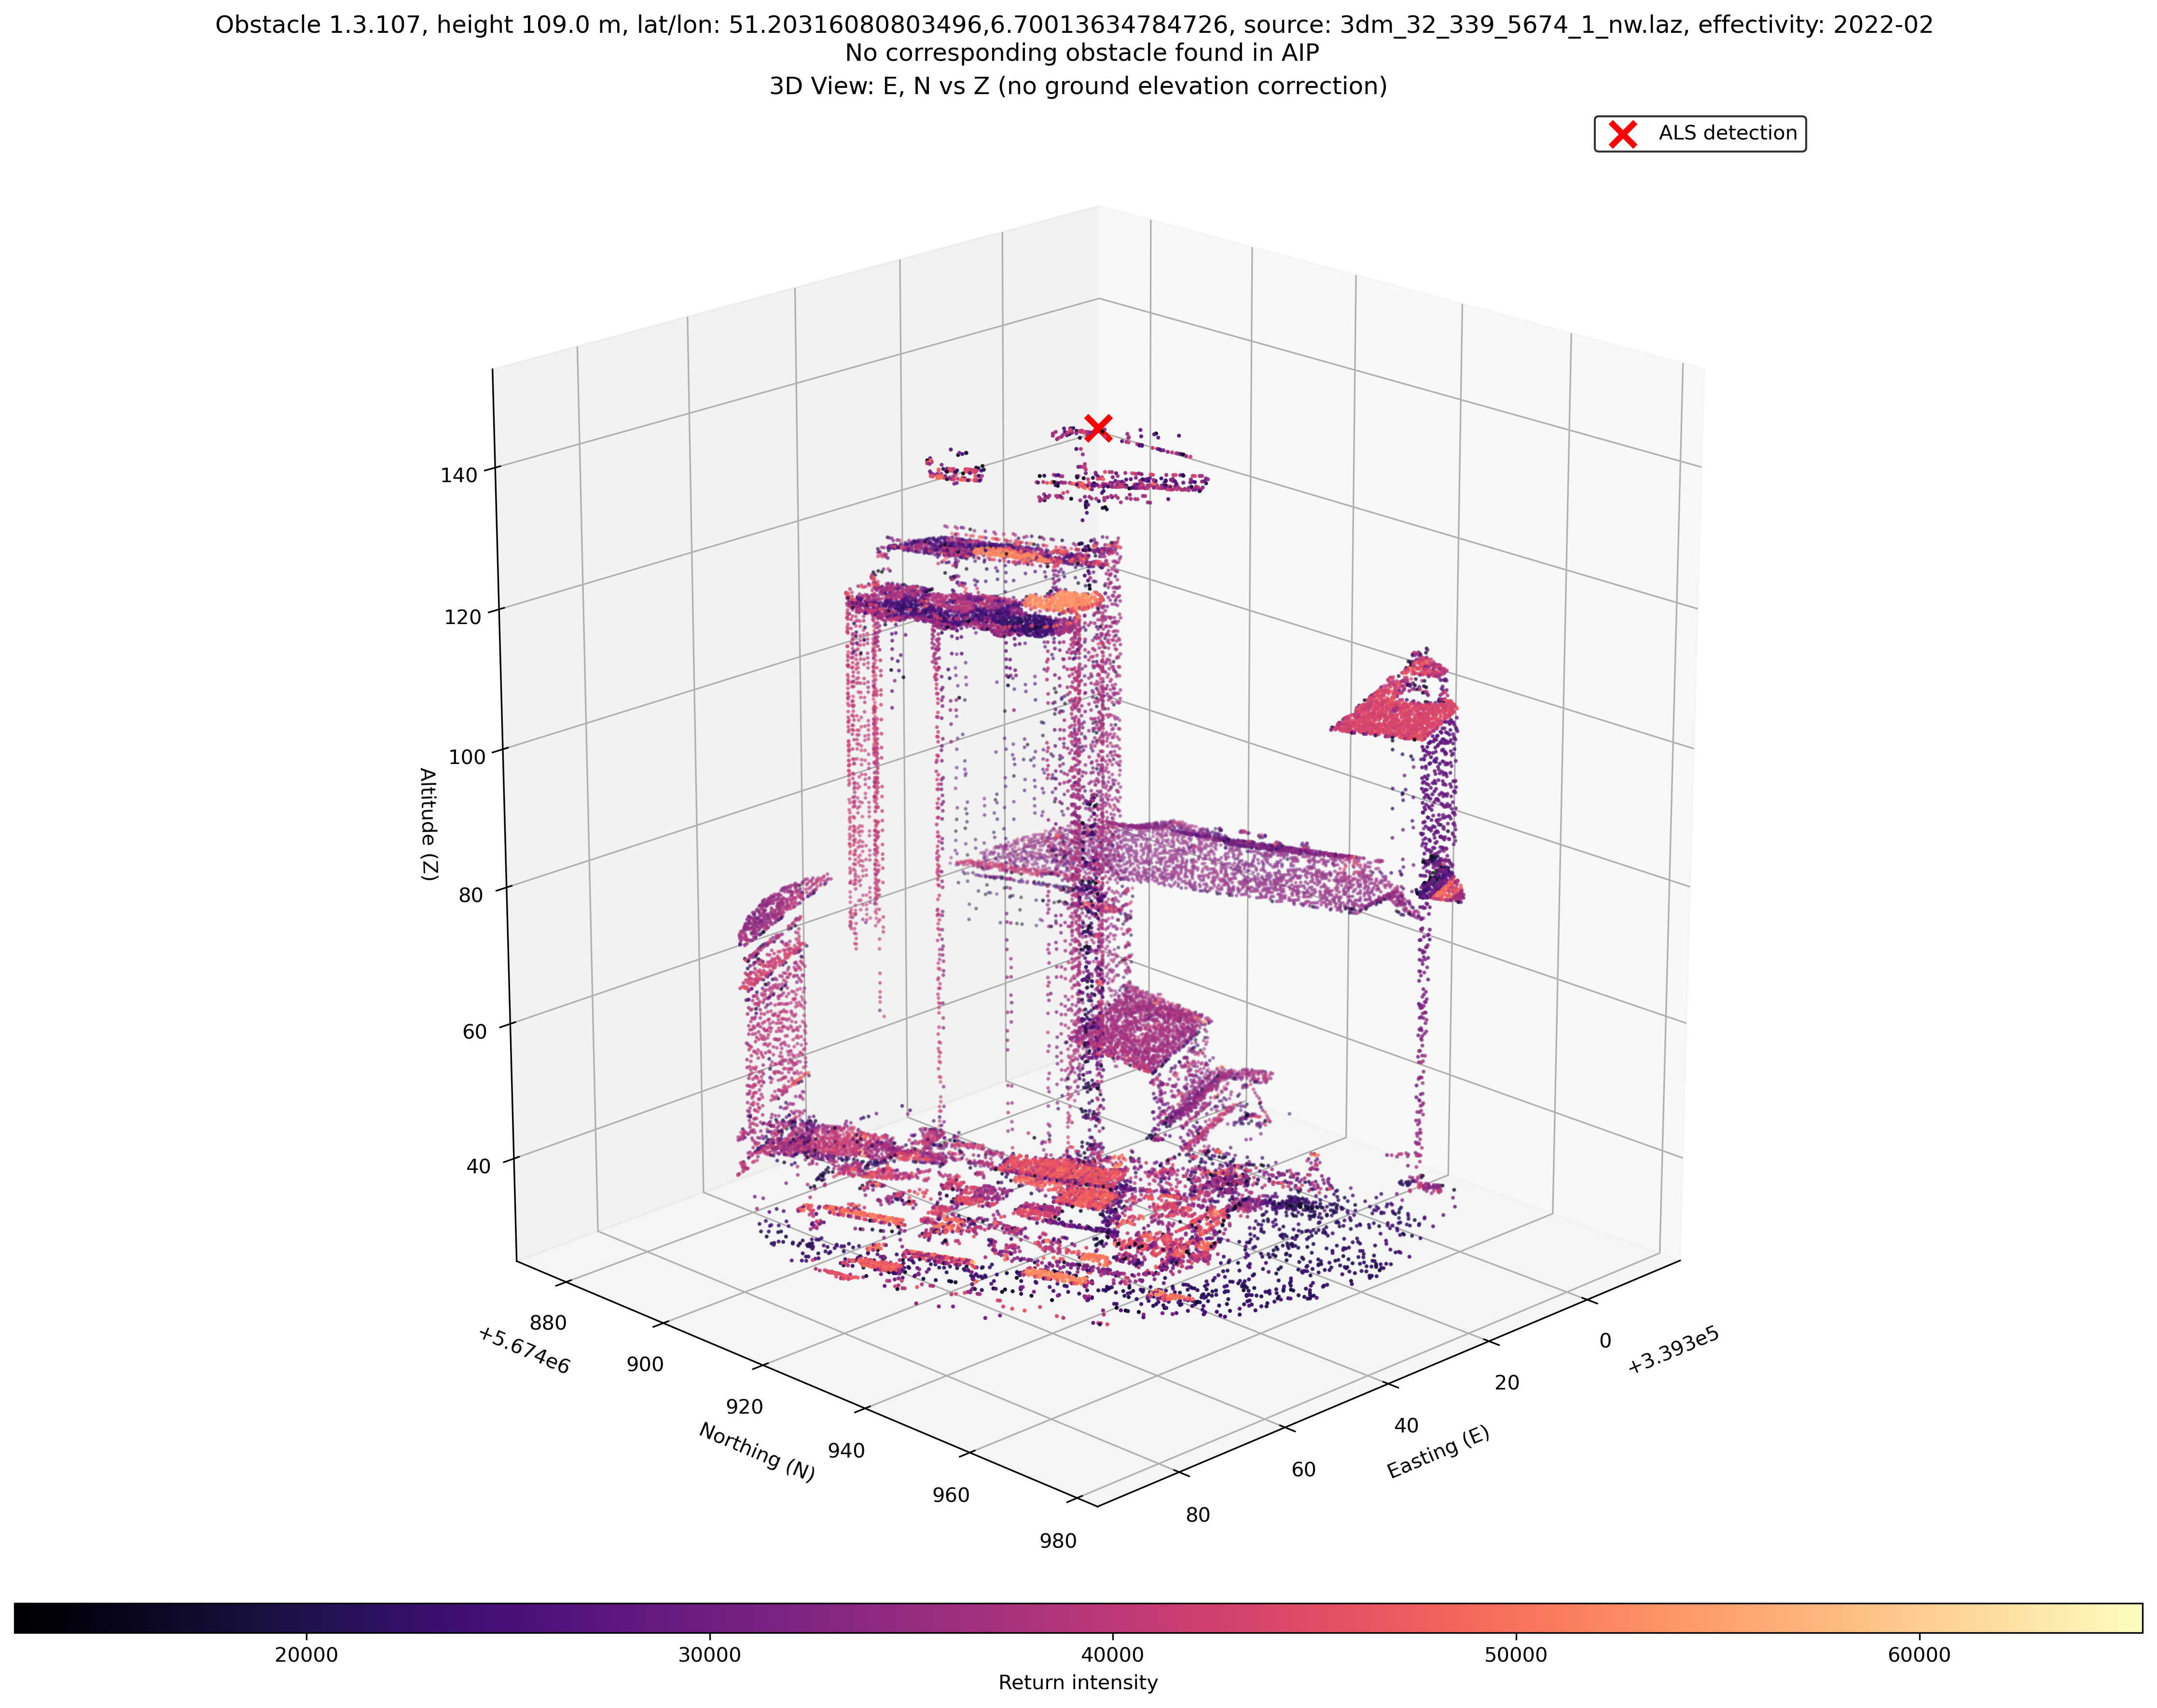 Obstacle 1.3.107, height 109.0 m, lat/lon: 51.20316080803496,6.70013634784726, source: 3dm_32_339_5674_1_nw.laz, effectivity: 2022-02
No corresponding obstacle found in AIP
3D View: E, N vs Z (no ground elevation correction)
ALS detection
140
120
100
80
60
40
Altitude (Z)
880
900
920
940
960
980
+5.674e6
Northing (N)
0
20
40
60
80
+3.393e5
Easting (E)
20000
30000
40000
50000
60000
Return intensity